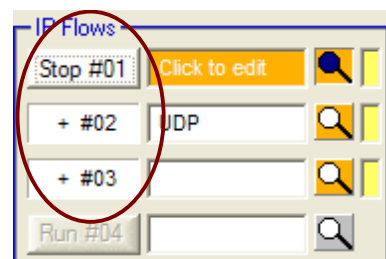 IP Flows
Stop #01 Click to edit
+ #02 UDP
+ #03
Run #04